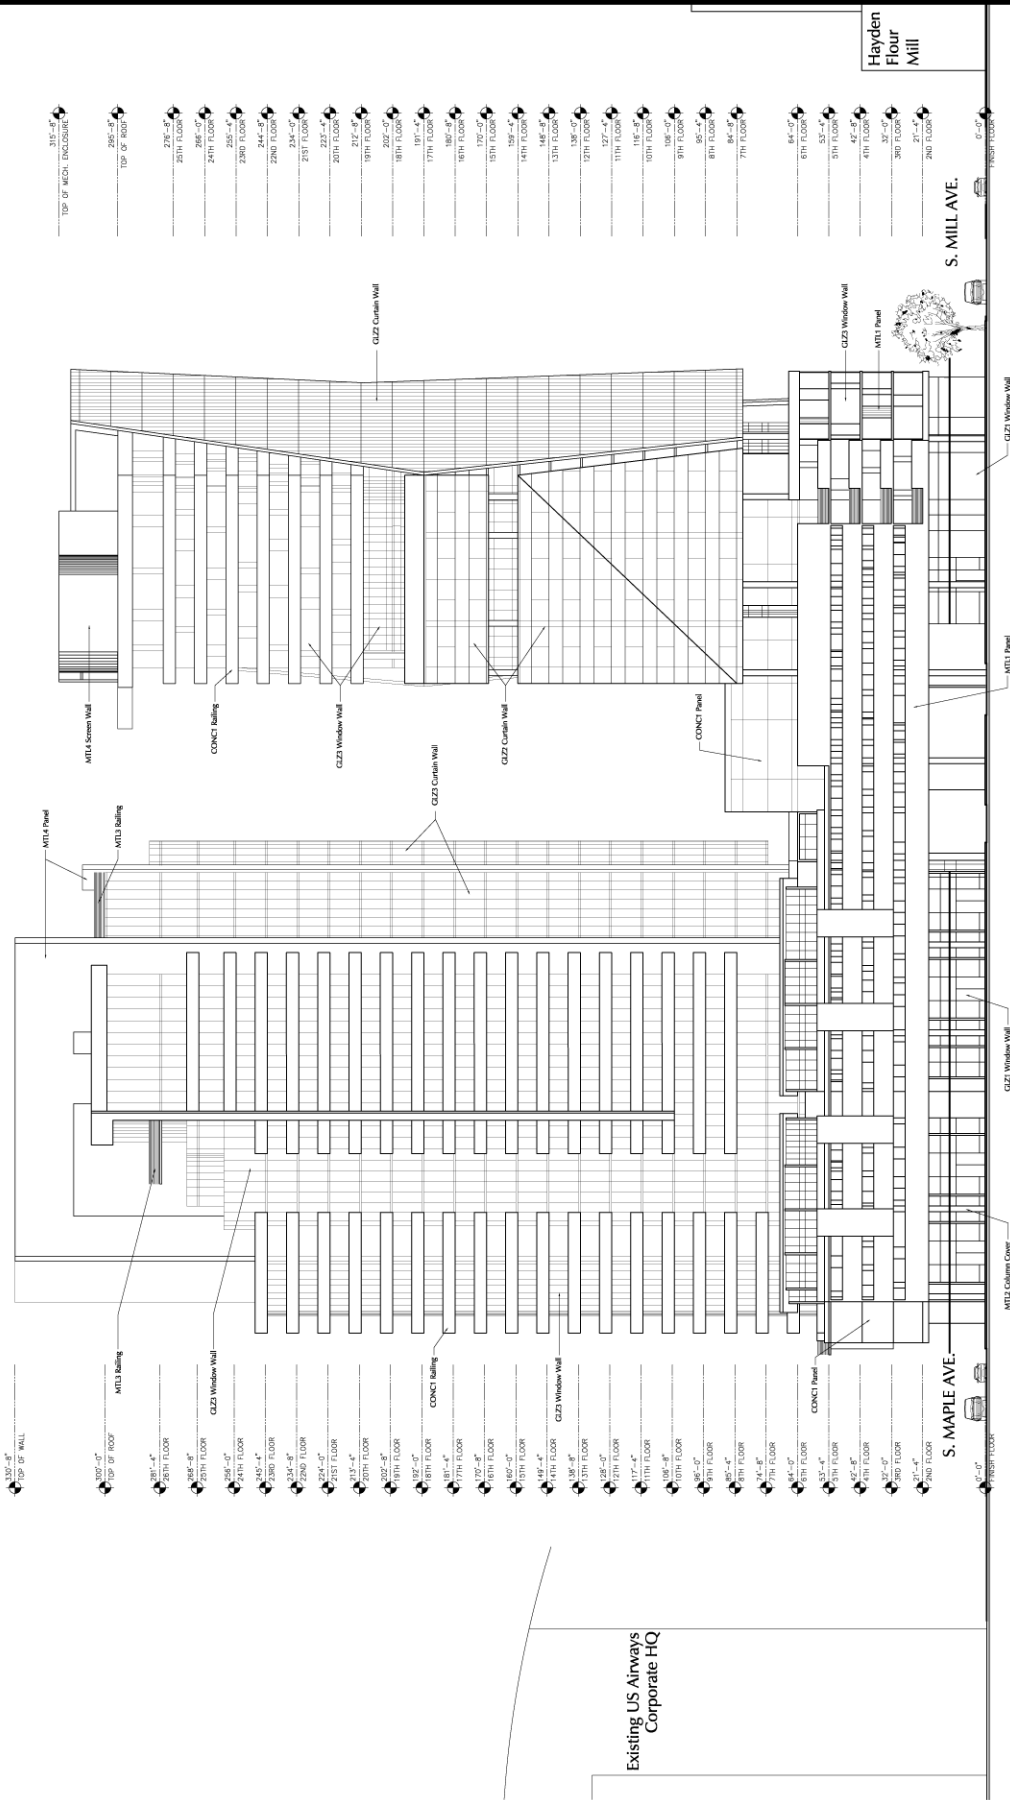 Existing US Airways
Corporate HQ
330'-8"
TOP OF WALL
300'-0"
TOP OF ROOF
281'-4"
26TH FLOOR
268'-8"
25TH FLOOR
256'-0"
24TH FLOOR
245'-4"
23RD FLOOR
234'-8"
22ND FLOOR
224'-0"
21ST FLOOR
213'-4"
20TH FLOOR
202'-8"
19TH FLOOR
192'-0"
18TH FLOOR
181'-4"
17TH FLOOR
170'-8"
16TH FLOOR
160'-0"
15TH FLOOR
149'-4"
14TH FLOOR
138'-8"
13TH FLOOR
128'-0"
12TH FLOOR
117'-4"
11TH FLOOR
106'-8"
10TH FLOOR
96'-0"
9TH FLOOR
85'-4"
8TH FLOOR
74'-8"
7TH FLOOR
64'-0"
6TH FLOOR
53'-4"
5TH FLOOR
42'-8"
4TH FLOOR
32'-0"
3RD FLOOR
21'-4"
2ND FLOOR
0'-0"
FINISH FLOOR
S. MAPLE AVE.
MTL3 Railing
GLZ3 Window Wall
CONC1 Railing
GLZ3 Window Wall
CONC1 Panel
MTL2 Column Cover
GLZ1 Window Wall
MTL4 Panel
MTL3 Railing
GLZ3 Curtain Wall
MTL4 Screen Wall
CONC1 Railing
GLZ3 Window Wall
GLZ2 Curtain Wall
CONC1 Panel
MTL1 Panel
GLZ1 Window Wall
GLZ2 Curtain Wall
GLZ3 Window Wall
MTL1 Panel
S. MILL AVE.
315'-8"
TOP OF MECH. ENCLOSURE
295'-8"
TOP OF ROOF
276'-8"
25TH FLOOR
266'-0"
24TH FLOOR
255'-4"
23RD FLOOR
244'-8"
22ND FLOOR
234'-0"
21ST FLOOR
223'-4"
20TH FLOOR
212'-8"
19TH FLOOR
202'-0"
18TH FLOOR
191'-4"
17TH FLOOR
180'-8"
16TH FLOOR
170'-0"
15TH FLOOR
159'-4"
14TH FLOOR
148'-8"
13TH FLOOR
138'-0"
12TH FLOOR
127'-4"
11TH FLOOR
116'-8"
10TH FLOOR
106'-0"
9TH FLOOR
95'-4"
8TH FLOOR
84'-8"
7TH FLOOR
64'-0"
6TH FLOOR
53'-4"
5TH FLOOR
42'-8"
4TH FLOOR
32'-0"
3RD FLOOR
21'-4"
2ND FLOOR
0'-0"
FINISH FLOOR
Hayden
Flour
Mill